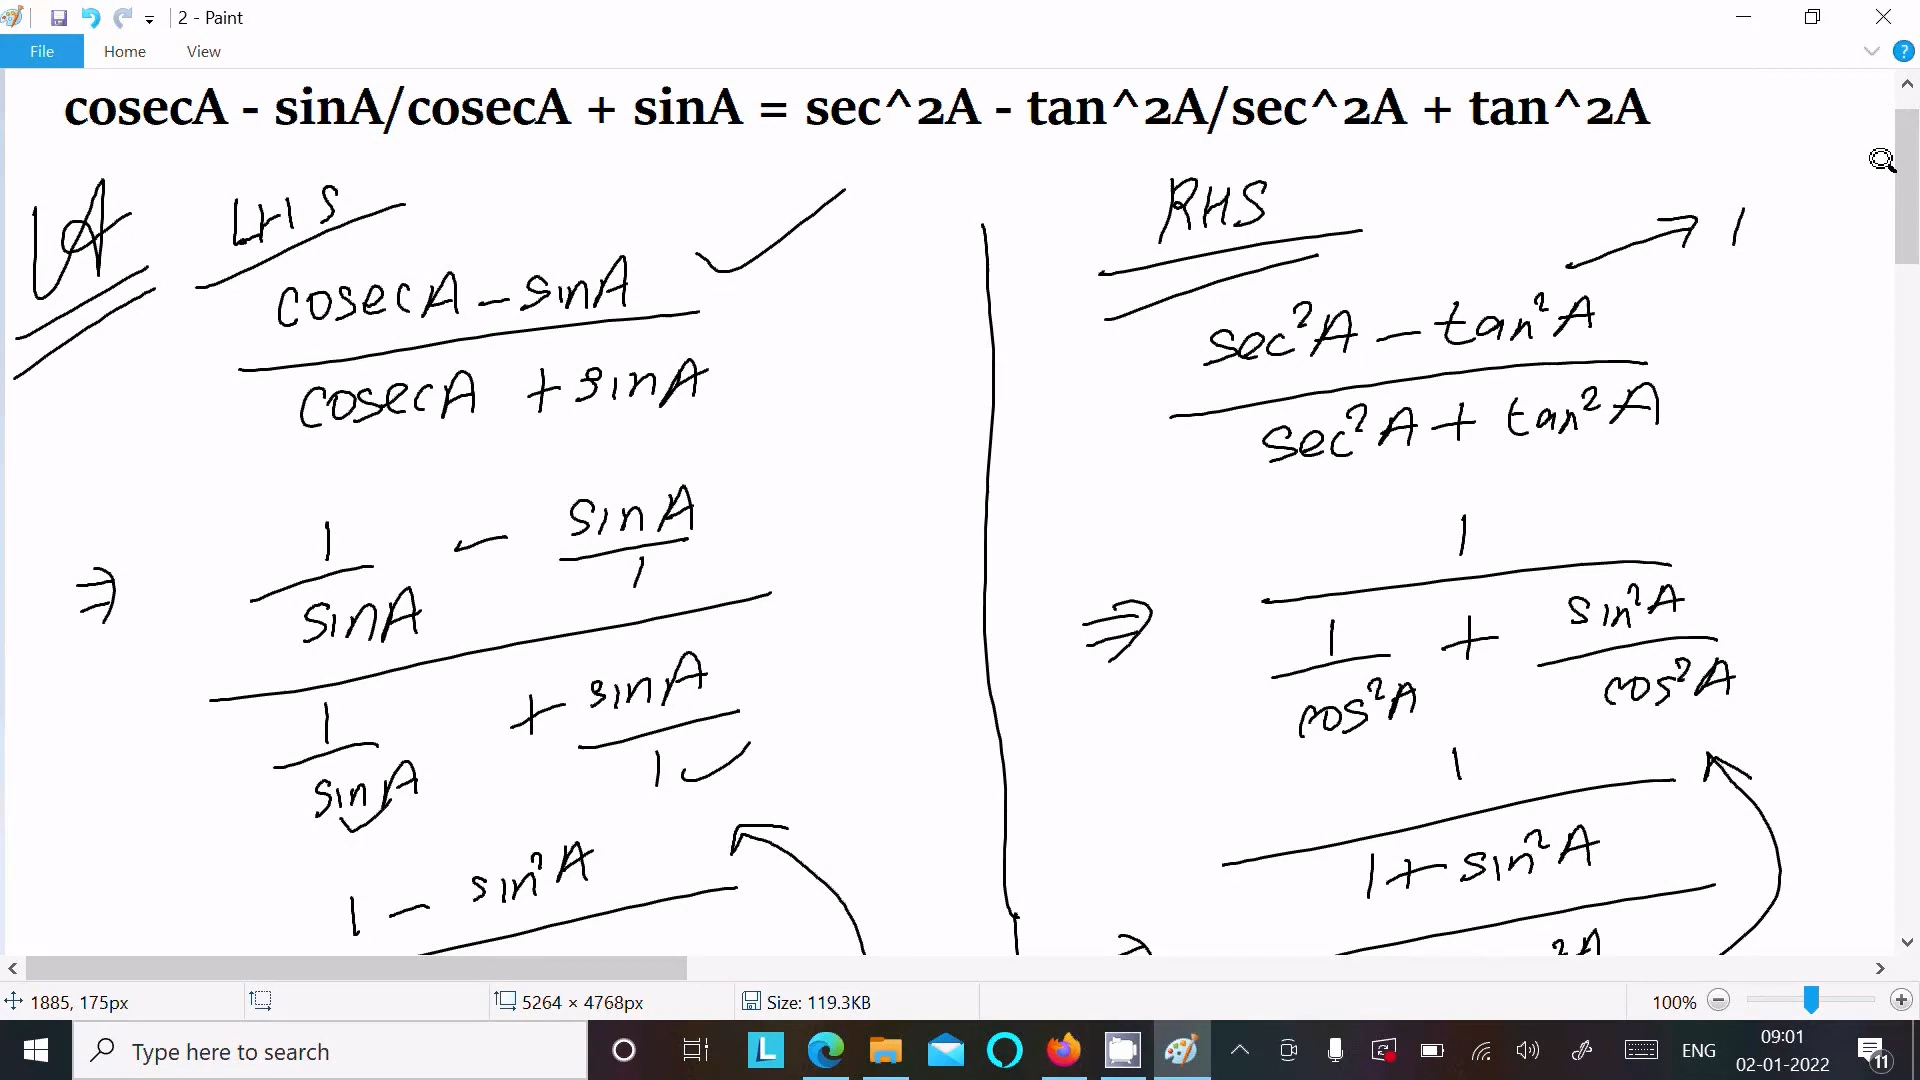 2 - Paint
File Home View
cosecA - sinA/cosecA + sinA = sec^2A - tan^2A/sec^2A + tan^2A
LHS
cosecA - sinA
cosecA + sinA
⇒ 1 - sinA
sinA 1
1 + sinA
sinA 1
1 - sin²A
RHS
→ 1
sec²A - tan²A
sec²A + tan²A
⇒ 1
1 + sin²A
cos²A cos²A
1
1 + sin²A
1885, 175px
5264 × 4768px
Size: 119.3KB
100%
Type here to search
L
ENG
09:01
02-01-2022
11